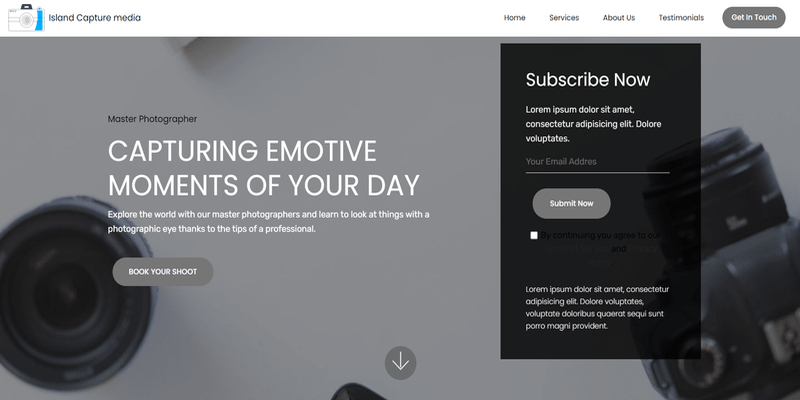 Island Capture media
Home
Services
About Us
Testimonials
Get In Touch
Master Photographer
CAPTURING EMOTIVE
MOMENTS OF YOUR DAY
Explore the world with our master photographers and learn to look at things with a
photographic eye thanks to the tips of a professional.
BOOK YOUR SHOOT
Subscribe Now
Lorem ipsum dolor sit amet,
consectetur adipisicing elit. Dolore
voluptates.
Your Email Addres
Submit Now
By continuing you agree to our
and
Lorem ipsum dolor sit amet, consectetur
adipisicing elit. Dolore voluptates,
voluptate doloribus quaerat sequi sunt
porro magni provident.